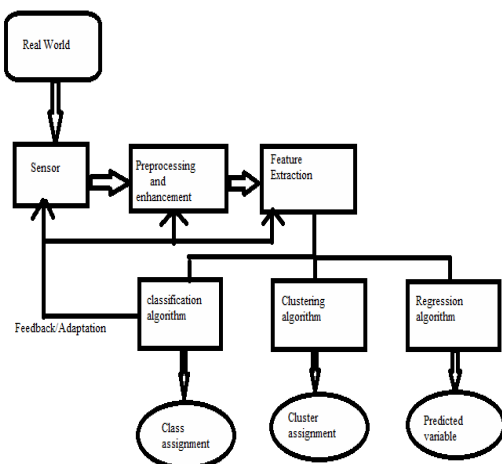 Real World
Sensor
Preprocessing
and
enhancement
Feature
Extraction
classification
algorithm
Clustering
algorithm
Regression
algorithm
Feedback/Adaptation
Class
assignment
Cluster
assignment
Predicted
variable